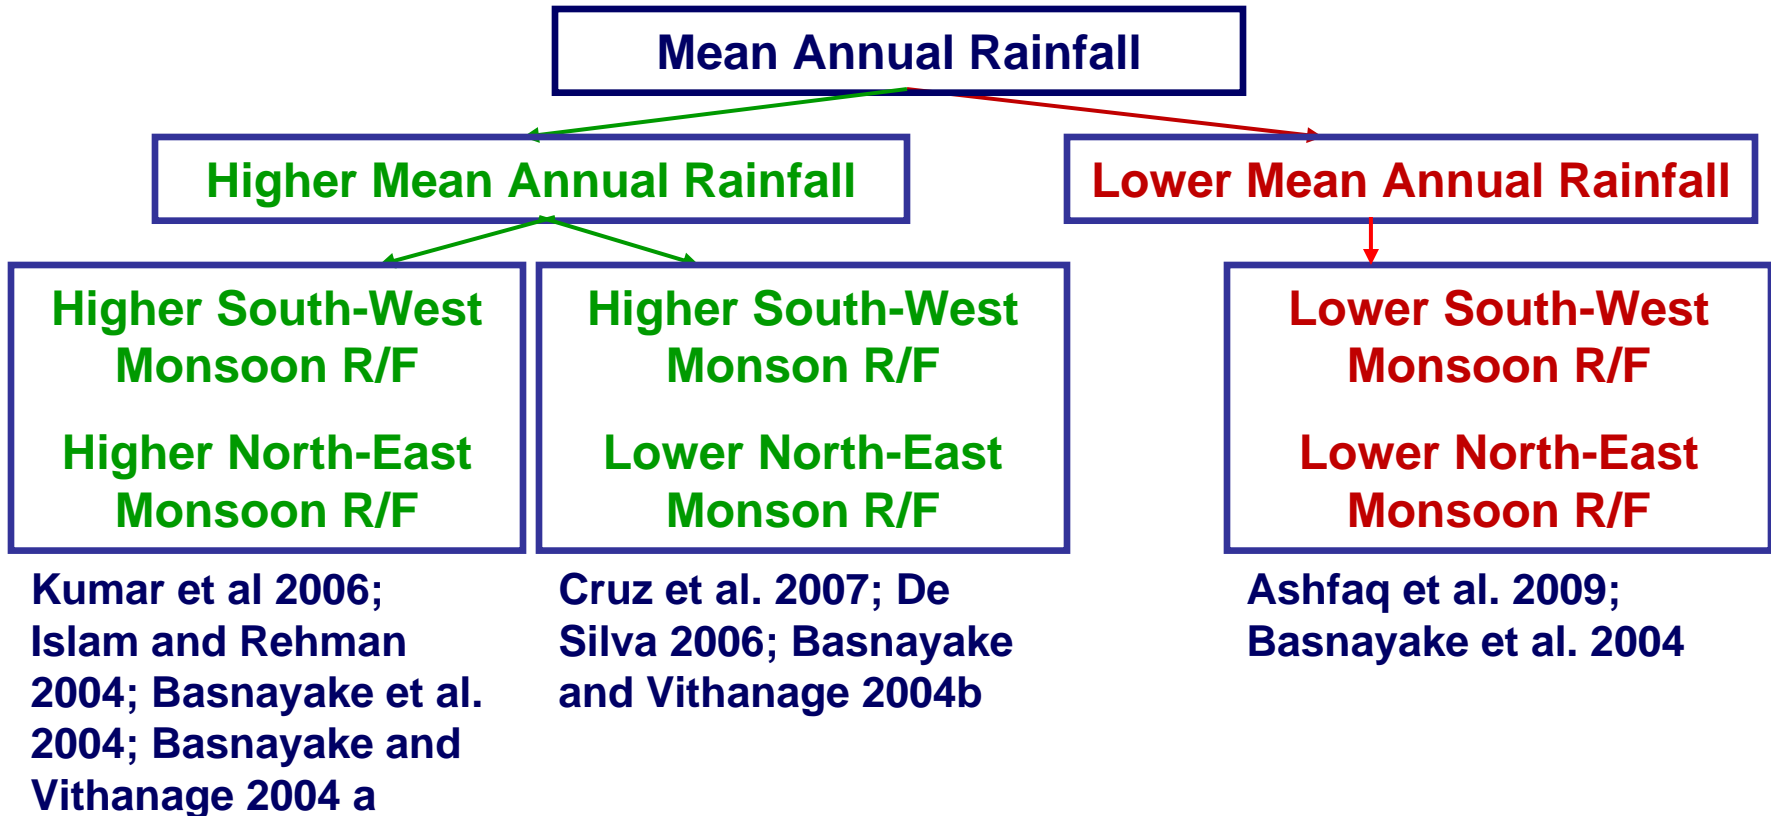 Mean Annual Rainfall
Higher Mean Annual Rainfall
Lower Mean Annual Rainfall
Higher South-West
Monsoon R/F
Higher North-East
Monsoon R/F
Higher South-West
Monson R/F
Lower North-East
Monson R/F
Lower South-West
Monsoon R/F
Lower North-East
Monsoon R/F
Kumar et al 2006;
Islam and Rehman
2004; Basnayake et al.
2004; Basnayake and
Vithanage 2004 a
Cruz et al. 2007; De
Silva 2006; Basnayake
and Vithanage 2004b
Ashfaq et al. 2009;
Basnayake et al. 2004